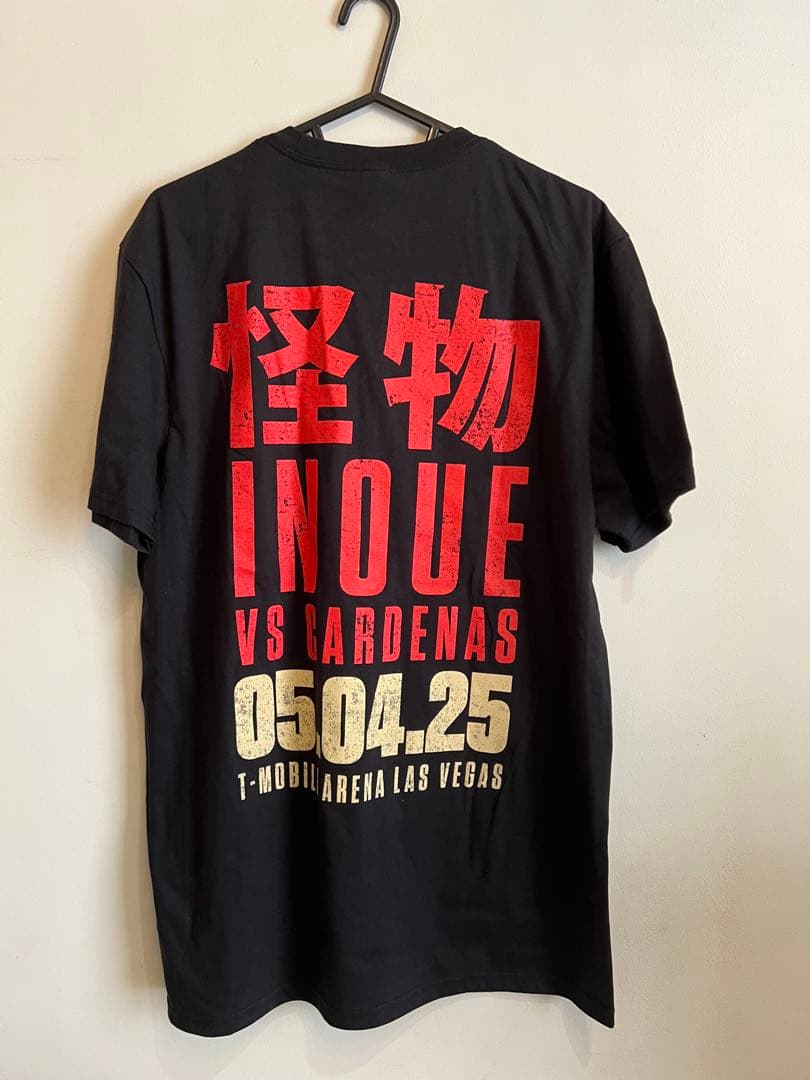 怪物
INOUE
VS CARDENAS
05.04.25
T-MOBILE ARENA LAS VEGAS